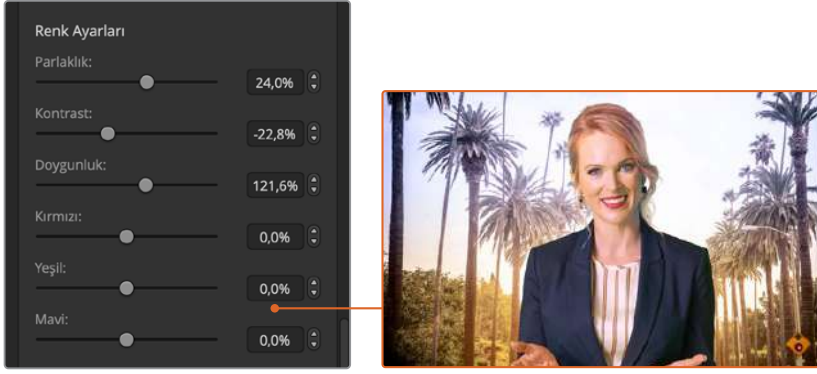 Renk Ayarları
Parlaklık:
24,0%
Kontrast:
-22,8%
Doygunluk:
121,6%
Kırmızı:
0,0%
Yeşil:
0,0%
Mavi:
0,0%